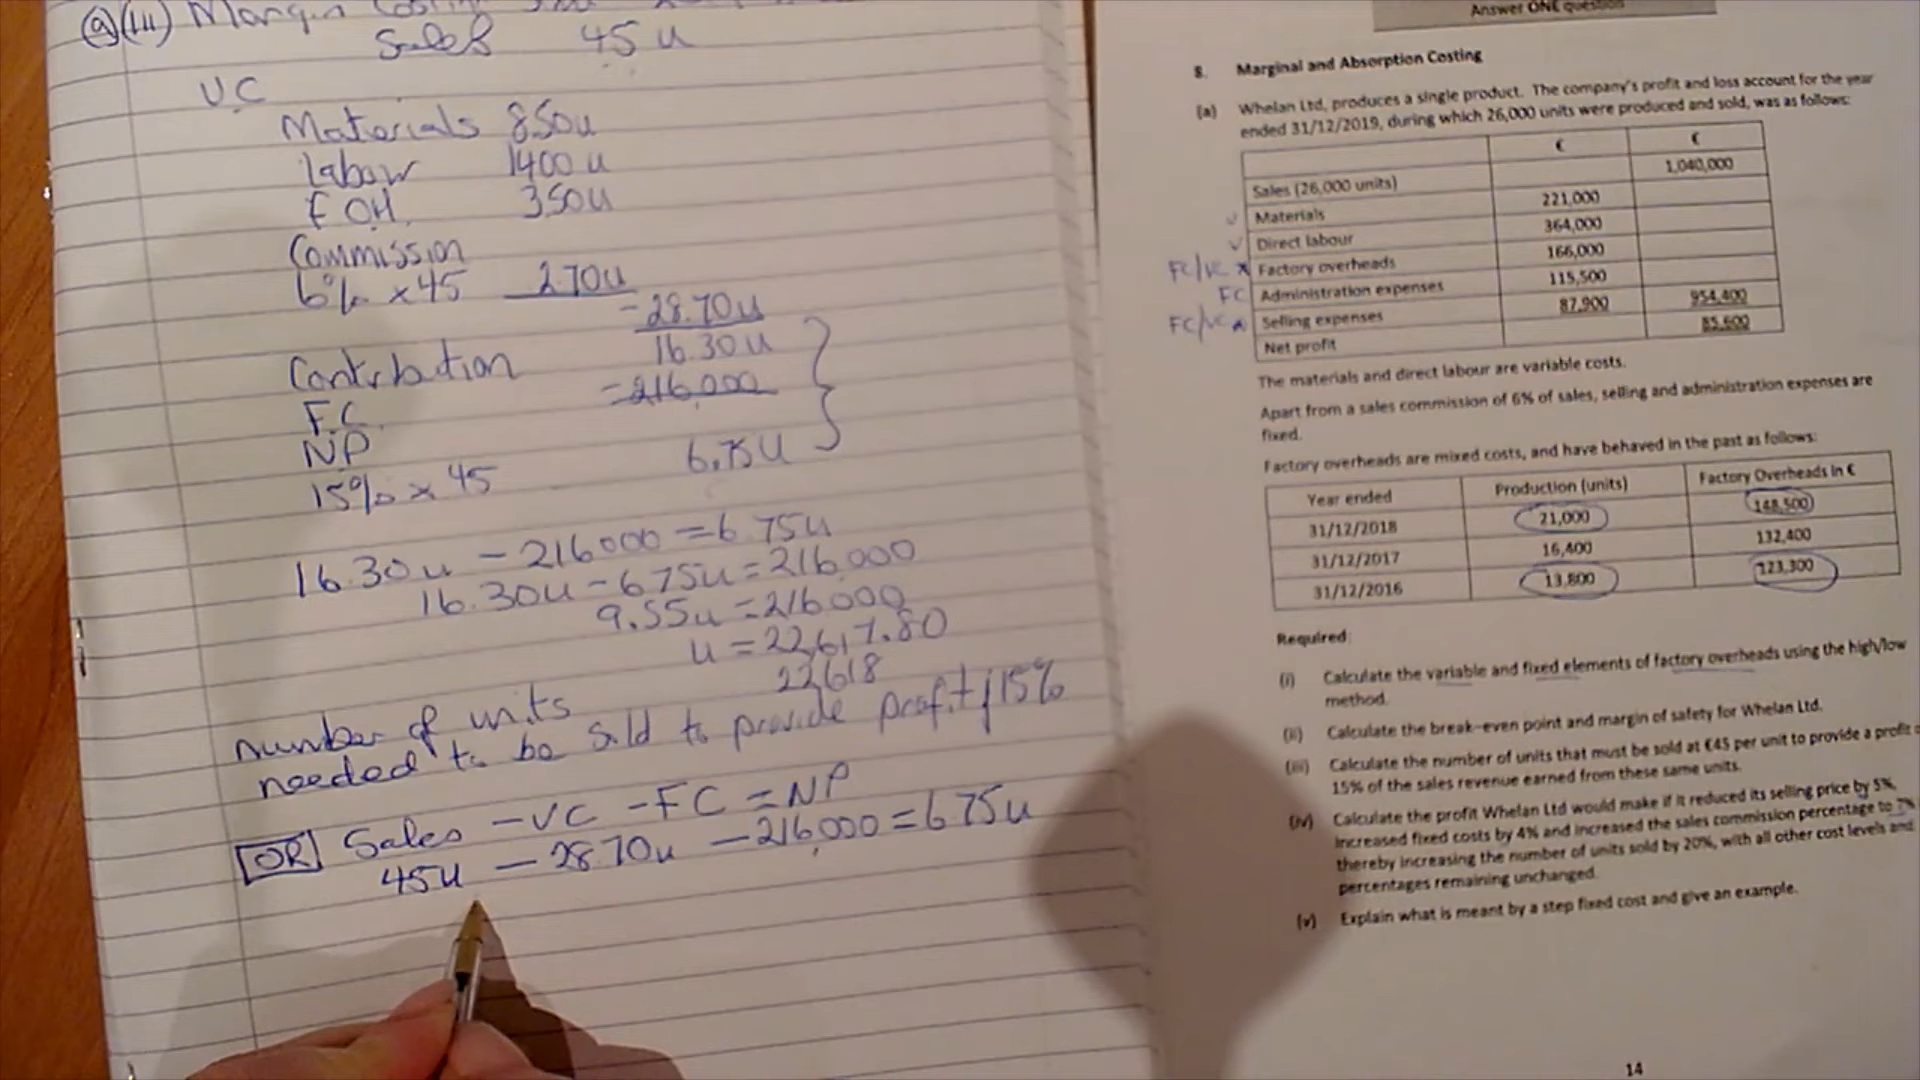 (a)(iii) Margin
Sales 45 u
VC
Materials 8.50u
Labour 14.00 u
F OH. 3.50u
Commission
6% x 45 2.70u
- 28.70u
16.30u
Contribution
- 216,000
F.C.
NP
6.75u
15% x 45
16.30u - 216000 = 6.75u
16.30u - 6.75u = 216,000
9.55u = 216000
u = 22,617.80
22,618
number of units
needed to be sold to provide profit of 15%
OR Sales - VC - FC = NP
45u - 28.70u - 216,000 = 6.75u
Answer ONE question
8. Marginal and Absorption Costing
(a) Whelan Ltd, produces a single product. The company's profit and loss account for the year
ended 31/12/2019, during which 26,000 units were produced and sold, was as follows:
€ €
Sales (26,000 units) 1,040,000
v Materials 221,000
v Direct labour 364,000
FC/VC x Factory overheads 166,000
FC Administration expenses 115,500
FC/VC Selling expenses 87,900 954,400
Net profit 85,600
The materials and direct labour are variable costs.
Apart from a sales commission of 6% of sales, selling and administration expenses are
fixed.
Factory overheads are mixed costs, and have behaved in the past as follows:
Year ended Production (units) Factory Overheads in €
31/12/2018 21,000 148,500
31/12/2017 16,400 132,400
31/12/2016 13,800 123,300
Required:
(i) Calculate the variable and fixed elements of factory overheads using the high/low
method.
(ii) Calculate the break-even point and margin of safety for Whelan Ltd.
(iii) Calculate the number of units that must be sold at €45 per unit to provide a profit o
15% of the sales revenue earned from these same units.
(iv) Calculate the profit Whelan Ltd would make if it reduced its selling price by 5%,
increased fixed costs by 4% and increased the sales commission percentage to 7%
thereby increasing the number of units sold by 20%, with all other cost levels and
percentages remaining unchanged.
(v) Explain what is meant by a step fixed cost and give an example.
14